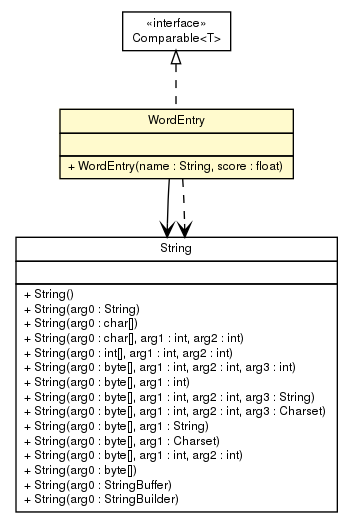 «interface»
Comparable<T>
WordEntry
+ WordEntry(name : String, score : float)
String
+ String()
+ String(arg0 : String)
+ String(arg0 : char[])
+ String(arg0 : char[], arg1 : int, arg2 : int)
+ String(arg0 : int[], arg1 : int, arg2 : int)
+ String(arg0 : byte[], arg1 : int, arg2 : int, arg3 : int)
+ String(arg0 : byte[], arg1 : int)
+ String(arg0 : byte[], arg1 : int, arg2 : int, arg3 : String)
+ String(arg0 : byte[], arg1 : int, arg2 : int, arg3 : Charset)
+ String(arg0 : byte[], arg1 : String)
+ String(arg0 : byte[], arg1 : Charset)
+ String(arg0 : byte[], arg1 : int, arg2 : int)
+ String(arg0 : byte[])
+ String(arg0 : StringBuffer)
+ String(arg0 : StringBuilder)